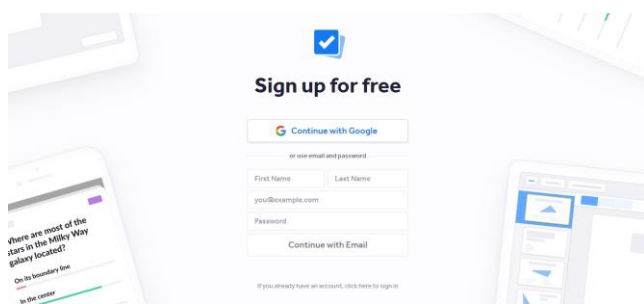 Sign up for free
Continue with Google
or use email and password
First Name
Last Name
you@example.com
Password
Continue with Email
If you already have an account, click here to sign in
Where are most of the
stars in the Milky Way
galaxy located?
On its boundary line
In the center